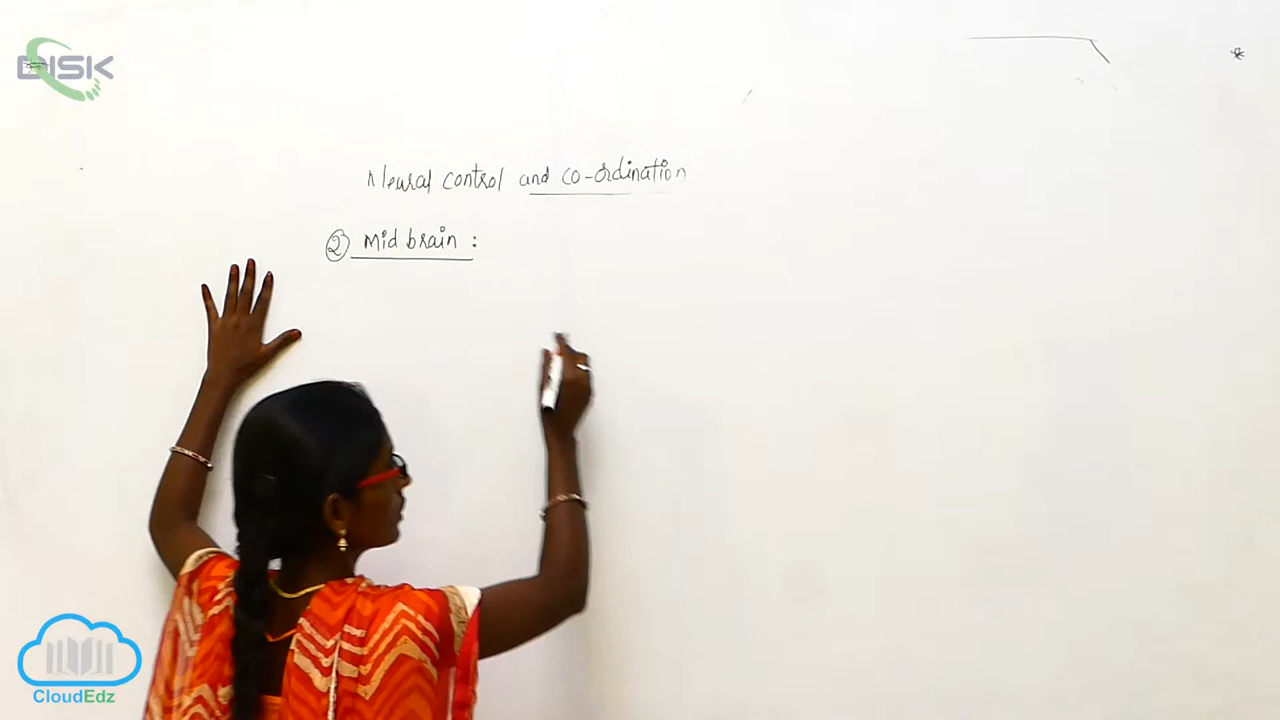 DISK
Neural control and co-ordination
② Mid brain :
CloudEdz